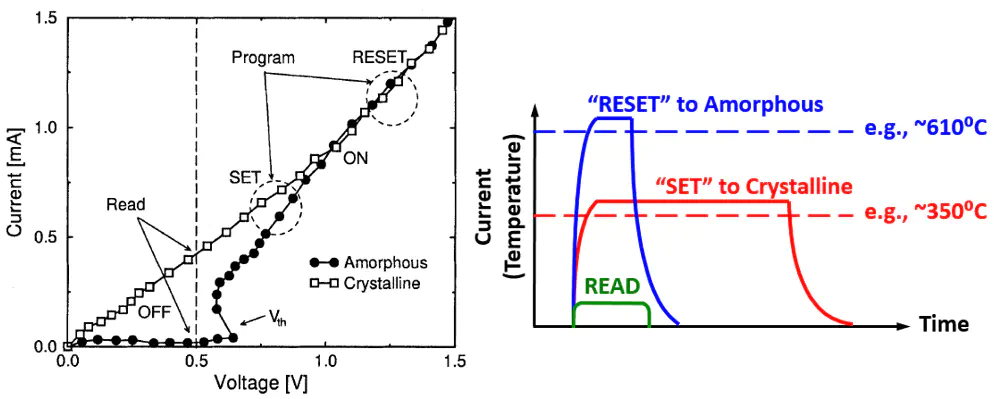 1.5
1.0
0.5
0.0
Current [mA]
0.0
0.5
1.0
1.5
Voltage [V]
Program
RESET
SET
ON
Read
OFF
Vth
Amorphous
Crystalline
Current
(Temperature)
“RESET” to Amorphous
e.g., ~610⁰C
“SET” to Crystalline
e.g., ~350⁰C
READ
Time